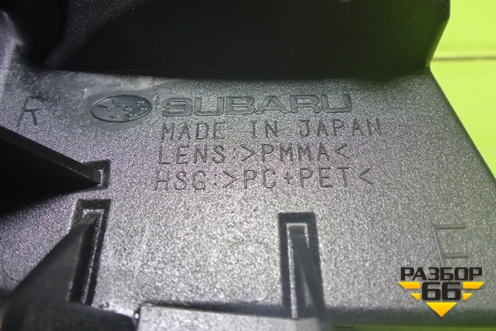 R SUBARU
MADE IN JAPAN
LENS:>PMMA<
HSG:>PC+PET<
E
РАЗБОР
66